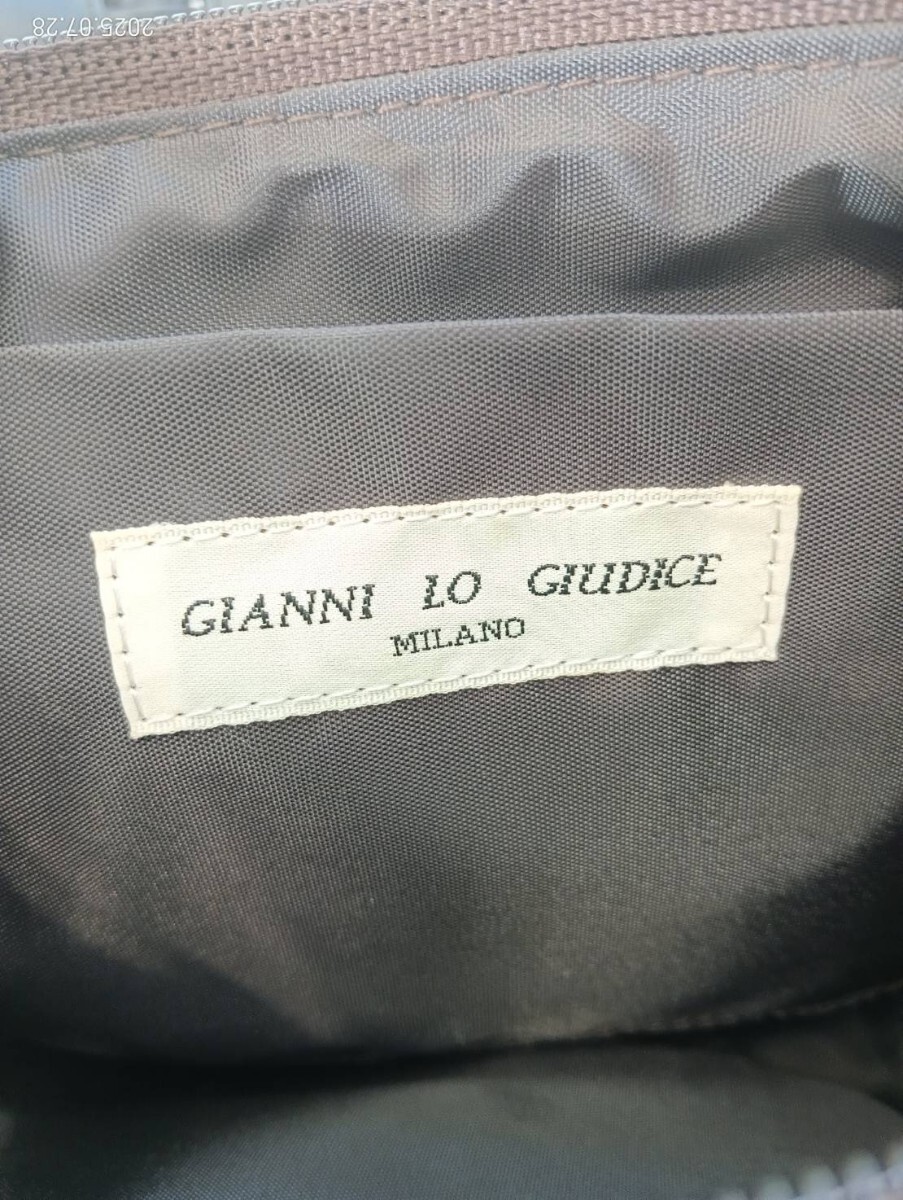 2025.07.28
GIANNI LO GIUDICE
MILANO